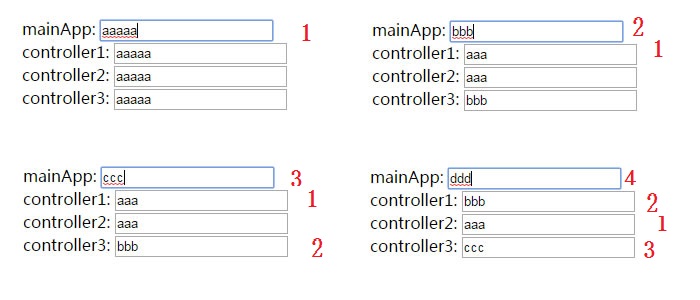 mainApp: aaaaa 1
controller1: aaaaa
controller2: aaaaa
controller3: aaaaa
mainApp: bbb 2
controller1: aaa 1
controller2: aaa
controller3: bbb
mainApp: ccc 3
controller1: aaa 1
controller2: aaa
controller3: bbb 2
mainApp: ddd 4
controller1: bbb 2
controller2: aaa 1
controller3: ccc 3